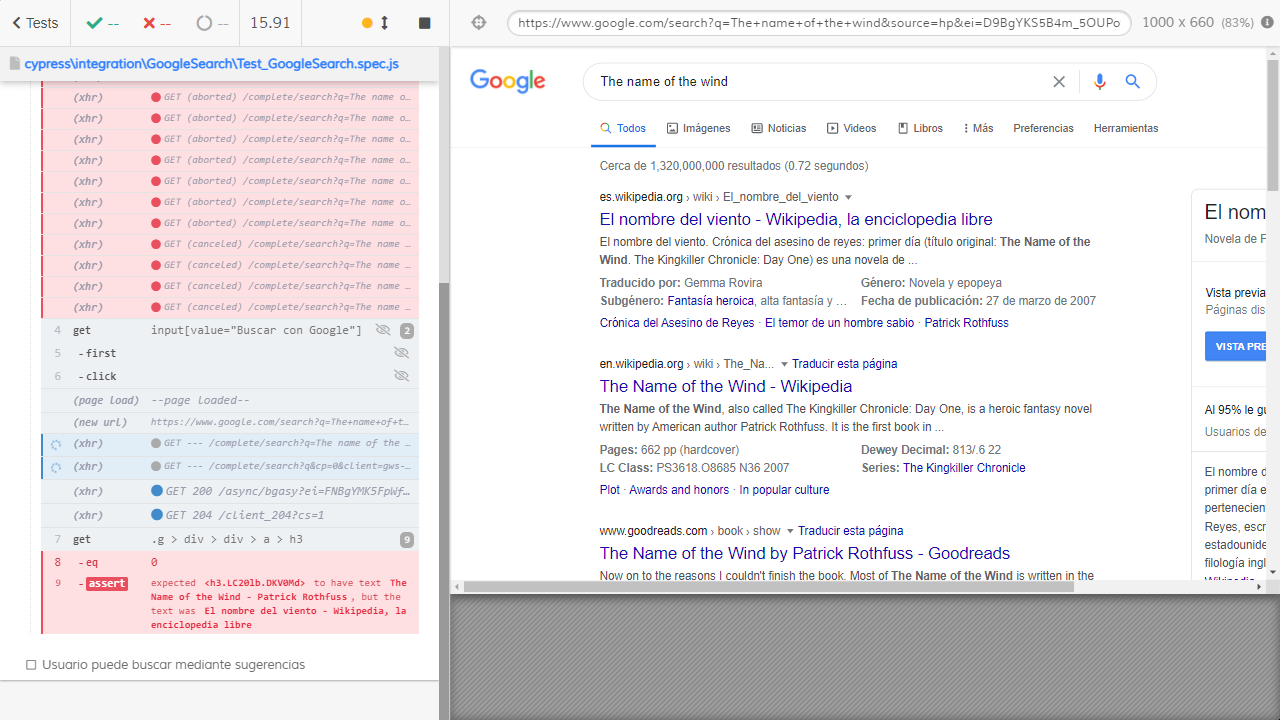 Tests
--
--
--
15.91
https://www.google.com/search?q=The+name+of+the+wind&source=hp&ei=D9BgYKS5B4m_5OUPo
1000 x 660 (83%)
cypress\integration\GoogleSearch\Test_GoogleSearch.spec.js
(xhr) GET (aborted) /complete/search?q=The name o…
(xhr) GET (aborted) /complete/search?q=The name o…
(xhr) GET (aborted) /complete/search?q=The name o…
(xhr) GET (aborted) /complete/search?q=The name o…
(xhr) GET (aborted) /complete/search?q=The name o…
(xhr) GET (aborted) /complete/search?q=The name o…
(xhr) GET (aborted) /complete/search?q=The name o…
(xhr) GET (canceled) /complete/search?q=The name …
(xhr) GET (canceled) /complete/search?q=The name …
(xhr) GET (canceled) /complete/search?q=The name …
(xhr) GET (canceled) /complete/search?q=The name …
4 get input[value="Buscar con Google"] 2
5 -first
6 -click
(page load) --page loaded--
(new url) https://www.google.com/search?q=The+name+of+t…
(xhr) GET --- /complete/search?q=The name of the …
(xhr) GET --- /complete/search?q&cp=0&client=gws-…
(xhr) GET 200 /async/bgasy?ei=FNBgYMK5FpWf…
(xhr) GET 204 /client_204?cs=1
7 get .g > div > div > a > h3 9
8 -eq 0
9 -assert expected <h3.LC20lb.DKV0Md> to have text The
Name of the Wind - Patrick Rothfuss, but the
text was El nombre del viento - Wikipedia, la
enciclopedia libre
Usuario puede buscar mediante sugerencias
Google
The name of the wind
Todos Imágenes Noticias Videos Libros Más Preferencias Herramientas
Cerca de 1,320,000,000 resultados (0.72 segundos)
es.wikipedia.org › wiki › El_nombre_del_viento
El nombre del viento - Wikipedia, la enciclopedia libre
El nombre del viento. Crónica del asesino de reyes: primer día (título original: The Name of the
Wind. The Kingkiller Chronicle: Day One) es una novela de ...
Traducido por: Gemma Rovira Género: Novela y epopeya
Subgénero: Fantasía heroica, alta fantasía y ... Fecha de publicación: 27 de marzo de 2007
Crónica del Asesino de Reyes · El temor de un hombre sabio · Patrick Rothfuss
en.wikipedia.org › wiki › The_Na... Traducir esta página
The Name of the Wind - Wikipedia
The Name of the Wind, also called The Kingkiller Chronicle: Day One, is a heroic fantasy novel
written by American author Patrick Rothfuss. It is the first book in ...
Pages: 662 pp (hardcover) Dewey Decimal: 813/.6 22
LC Class: PS3618.O8685 N36 2007 Series: The Kingkiller Chronicle
Plot · Awards and honors · In popular culture
www.goodreads.com › book › show Traducir esta página
The Name of the Wind by Patrick Rothfuss - Goodreads
Now on to the reasons I couldn't finish the book. Most of The Name of the Wind is written in the
El nom
Novela de F
Vista previa
Páginas dis
VISTA PRE
Al 95% le gu
Usuarios de
El nombre d
primer día e
pertenecien
Reyes, escr
estadounide
filología ingl